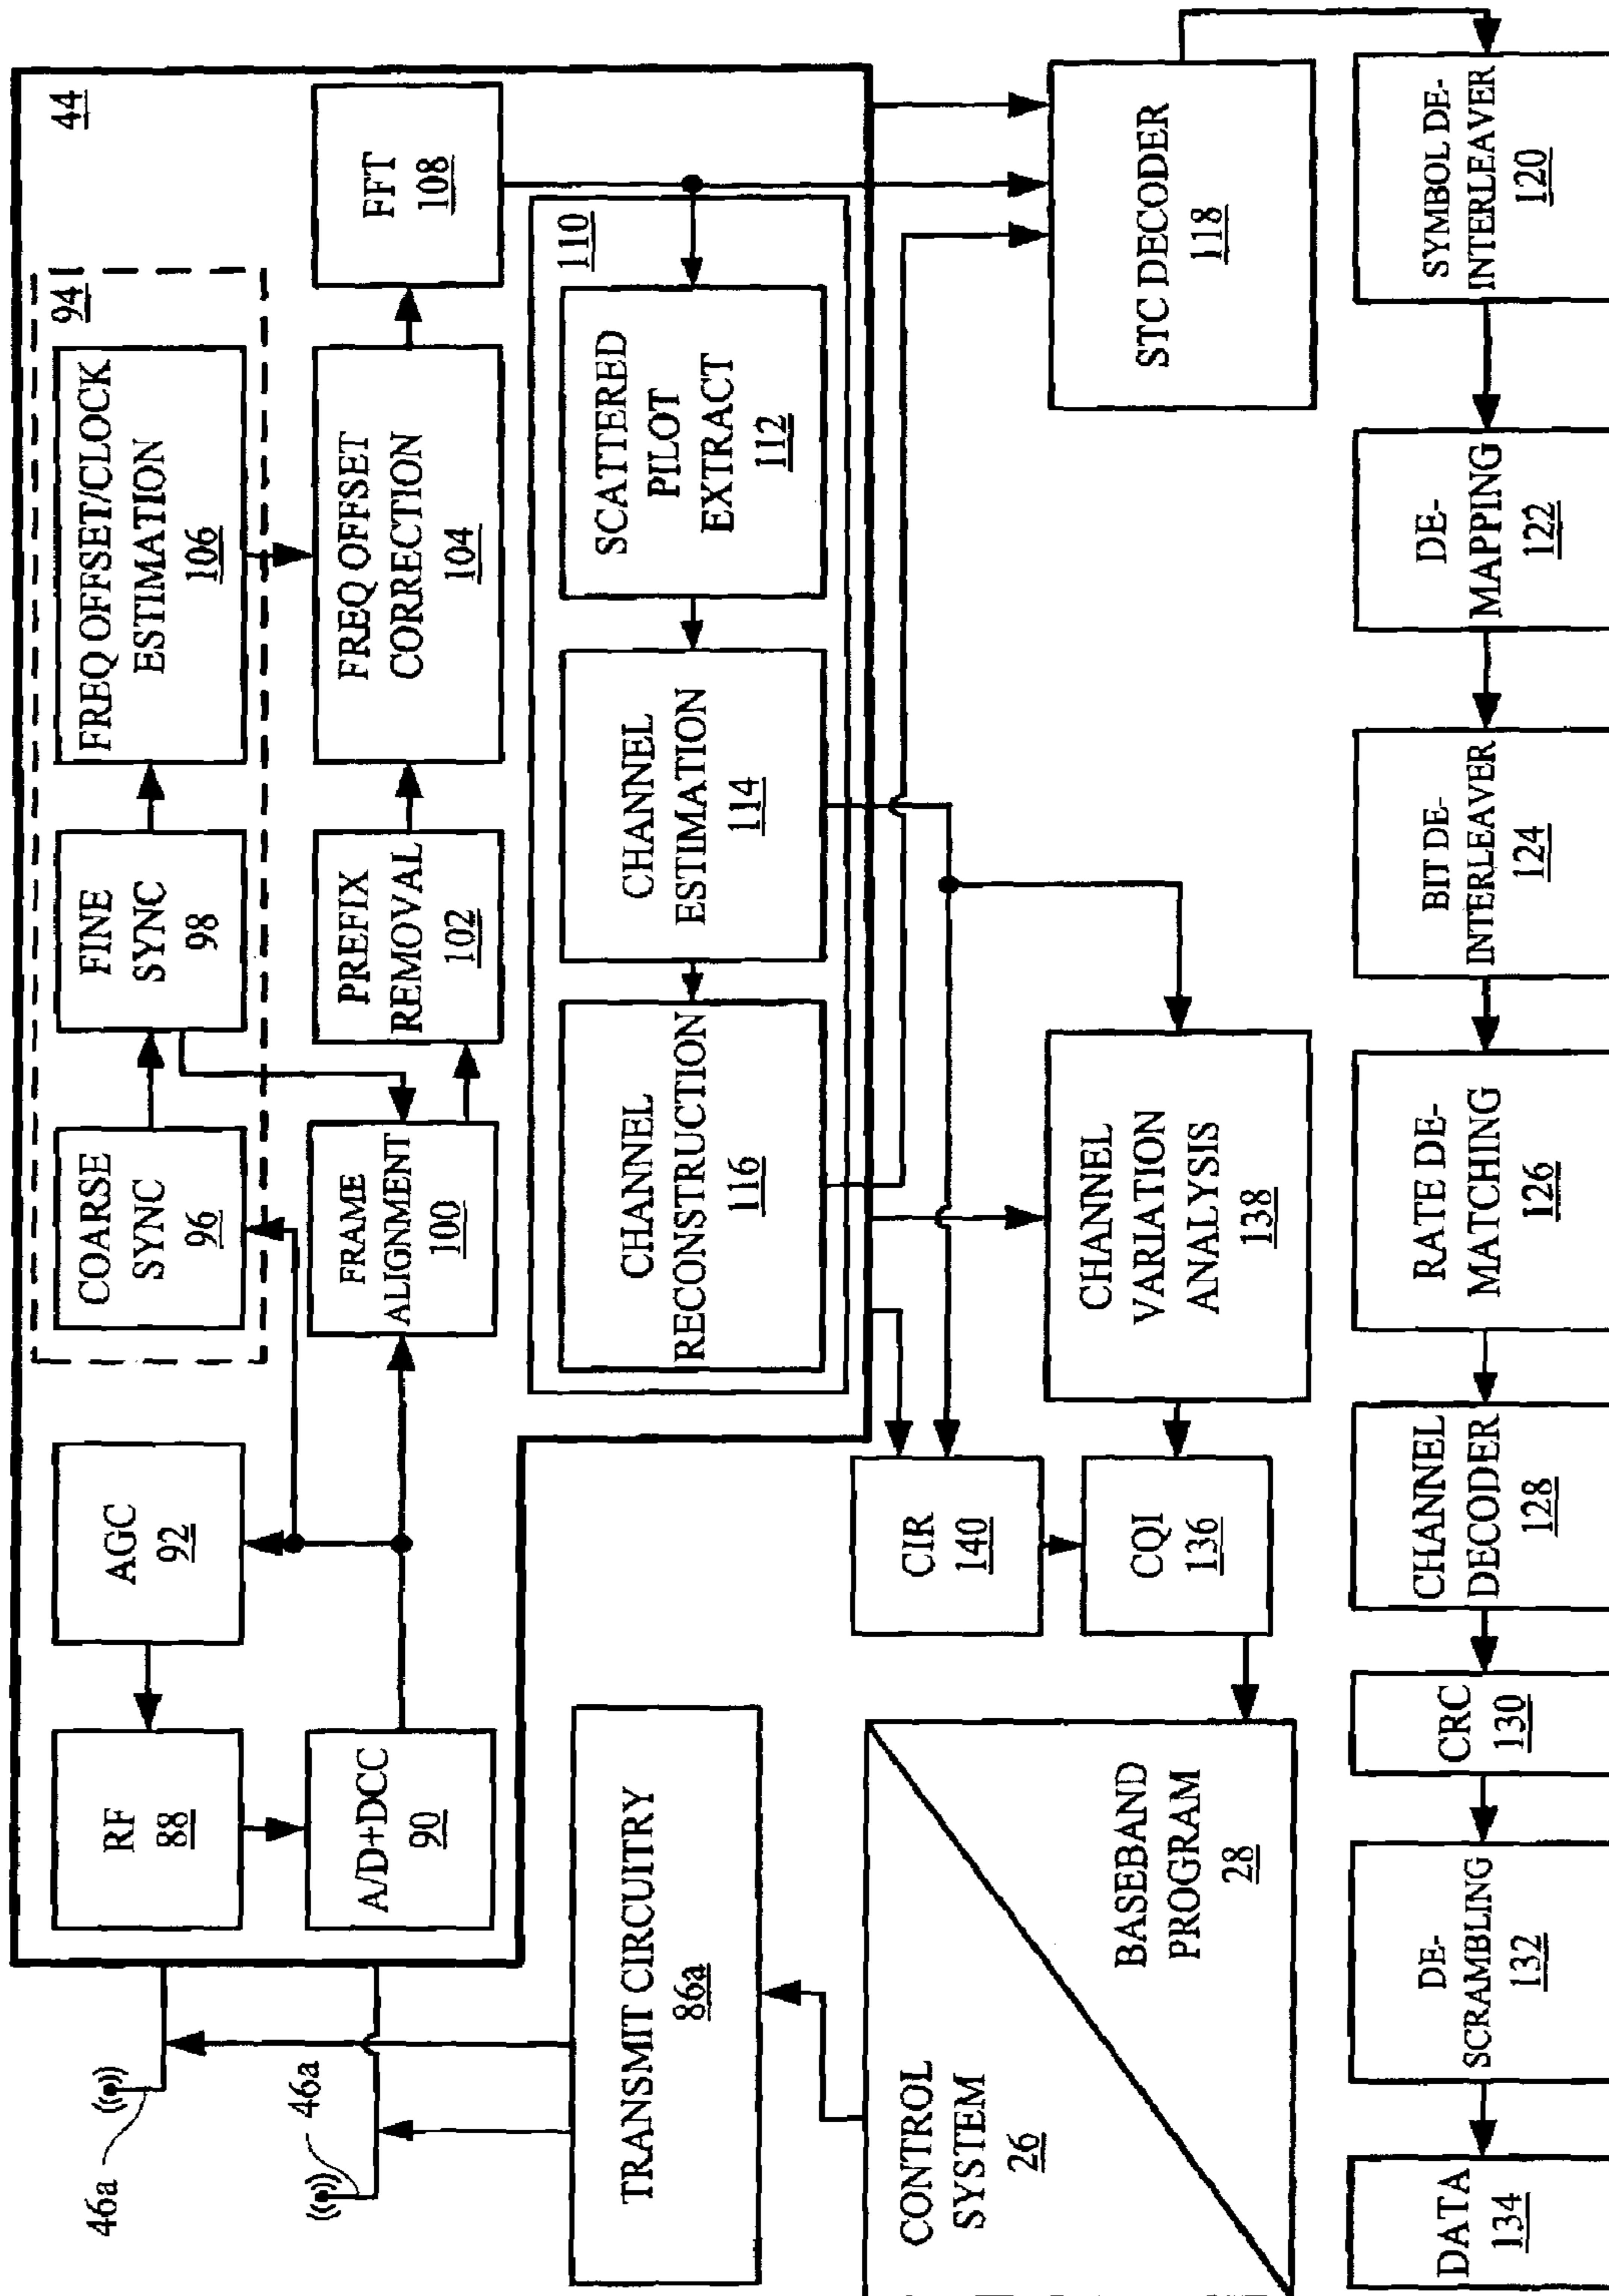 44
94
RF
88
AGC
92
COARSE
SYNC
96
FINE
SYNC
98
FREQ OFFSET/CLOCK
ESTIMATION
106
A/D+DCC
90
FRAME
ALIGNMENT
100
PREFIX
REMOVAL
102
FREQ OFFSET
CORRECTION
104
FFT
108
110
CHANNEL
RECONSTRUCTION
116
CHANNEL
ESTIMATION
114
SCATTERED
PILOT
EXTRACT
112
46a
46a
TRANSMIT CIRCUITRY
86a
CIR
140
CONTROL
SYSTEM
26
BASEBAND
PROGRAM
28
CQI
136
CHANNEL
VARIATION
ANALYSIS
138
STC DECODER
118
DATA
134
DE-
SCRAMBLING
132
CRC
130
CHANNEL
DECODER
128
RATE DE-
MATCHING
126
BIT DE-
INTERLEAVER
124
DE-
MAPPING
122
SYMBOL DE-
INTERLEAVER
120